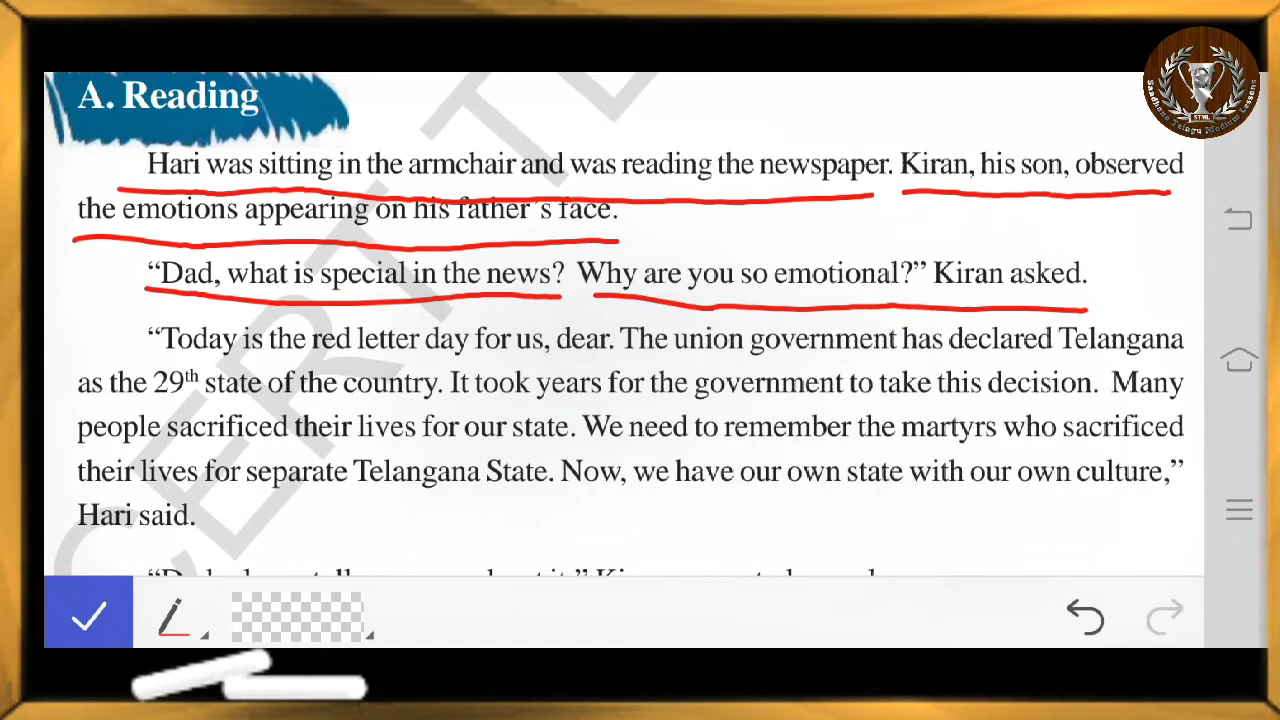 A. Reading
Hari was sitting in the armchair and was reading the newspaper. Kiran, his son, observed
the emotions appearing on his father's face.
“Dad, what is special in the news? Why are you so emotional?” Kiran asked.
“Today is the red letter day for us, dear. The union government has declared Telangana
as the 29th state of the country. It took years for the government to take this decision. Many
people sacrificed their lives for our state. We need to remember the martyrs who sacrificed
their lives for separate Telangana State. Now, we have our own state with our own culture,”
Hari said.
Saadhana Telugu Medium Lessons
STML